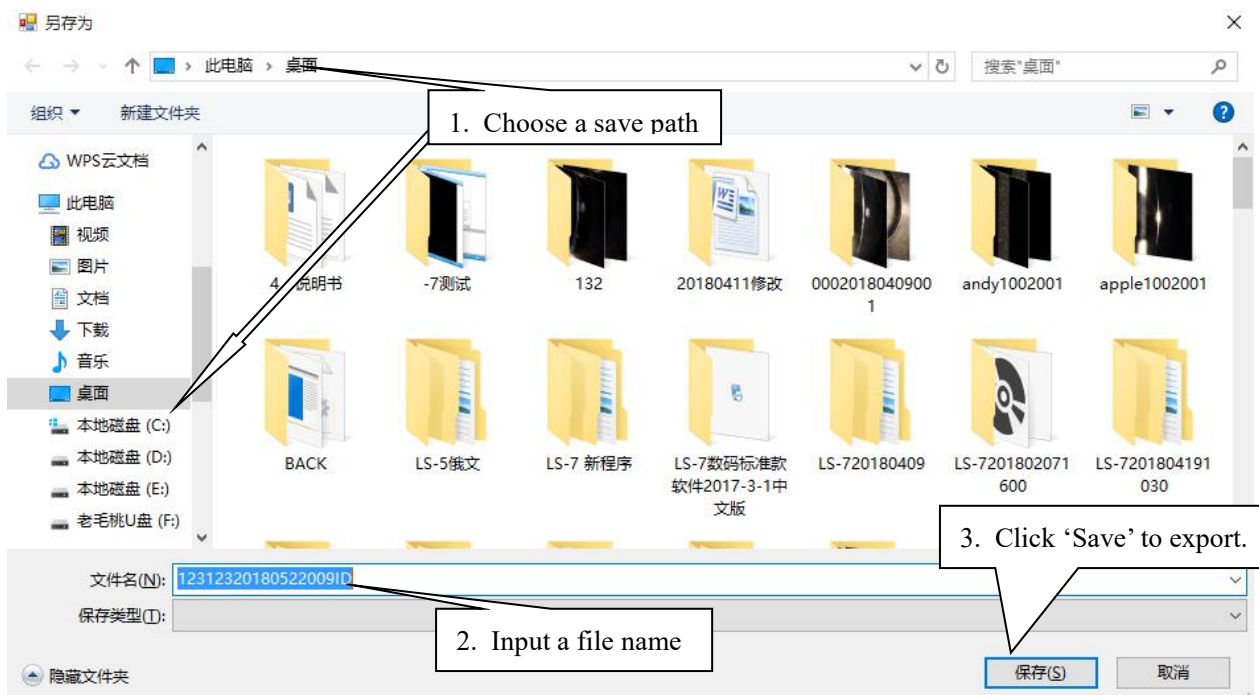 另存为
此电脑 › 桌面
搜索"桌面"
组织
新建文件夹
1. Choose a save path
WPS云文档
此电脑
视频
图片
文档
下载
音乐
桌面
本地磁盘 (C:)
本地磁盘 (D:)
本地磁盘 (E:)
老毛桃U盘 (F:)
4 说明书
-7测试
132
20180411修改
0002018040900
1
andy1002001
apple1002001
BACK
LS-5俄文
LS-7 新程序
LS-7数码标准款
软件2017-3-1中
文版
LS-720180409
LS-7201802071
600
LS-7201804191
030
3. Click ‘Save’ to export.
文件名(N): 12312320180522009ID
保存类型(T):
2. Input a file name
隐藏文件夹
保存(S)
取消